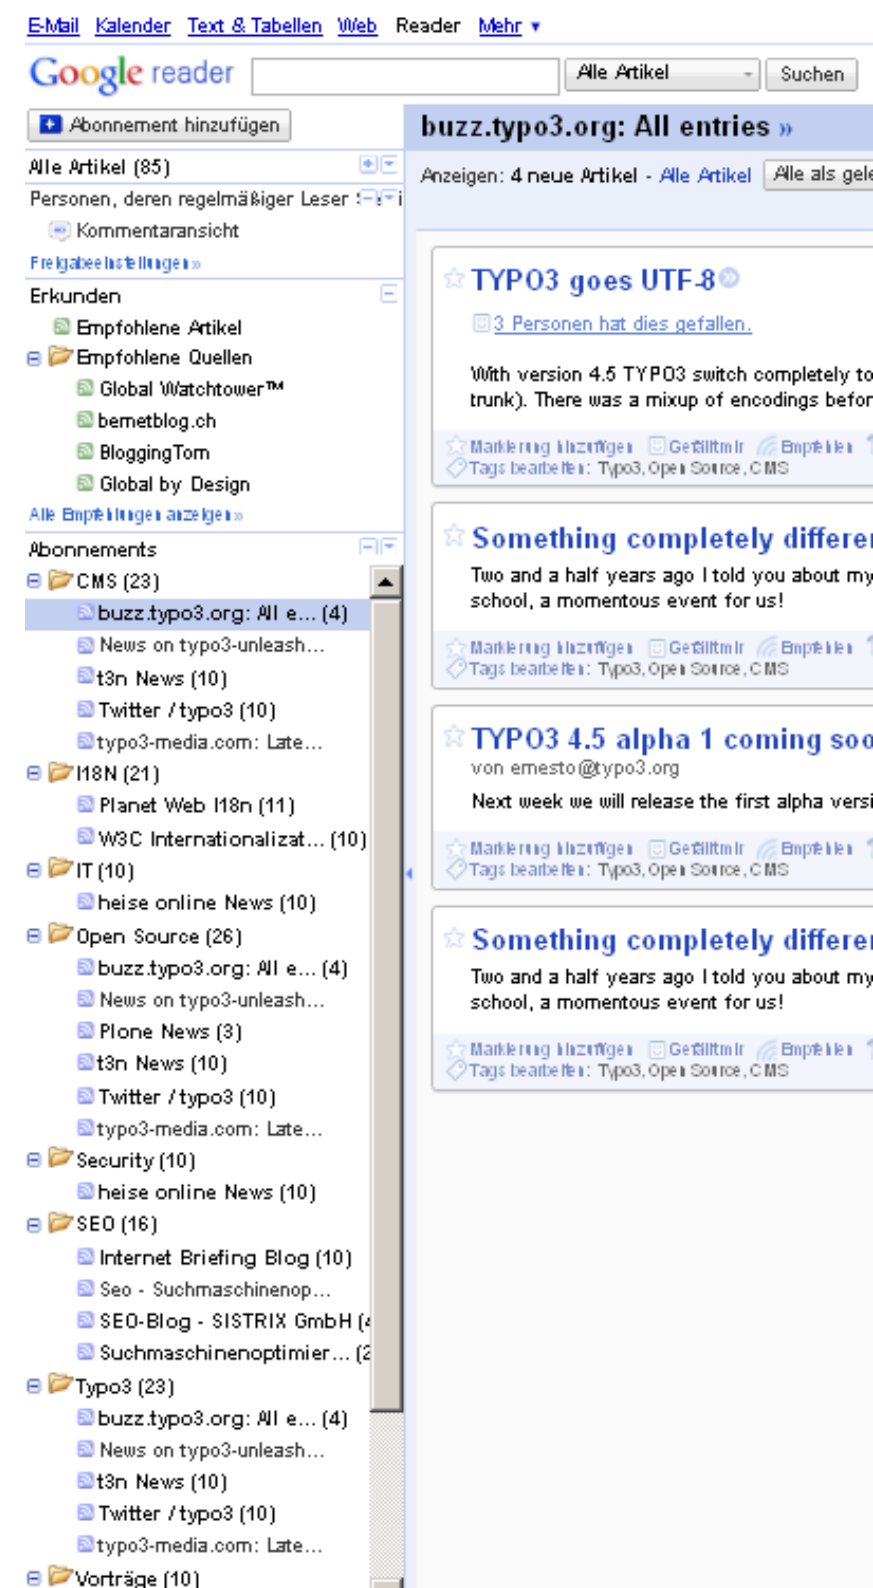 E-Mail Kalender Text & Tabellen Web Reader Mehr
Google reader Alle Artikel Suchen
Abonnement hinzufügen
Alle Artikel (85)
Personen, deren regelmäßiger Leser
Kommentaransicht
Freigabeeinstellungen »
Erkunden
Empfohlene Artikel
Empfohlene Quellen
Global Watchtower™
bernetblog.ch
BloggingTom
Global by Design
Alle Empfehlungen anzeigen »
Abonnements
CMS (23)
buzz.typo3.org: All e... (4)
News on typo3-unleash...
t3n News (10)
Twitter / typo3 (10)
typo3-media.com: Late...
I18N (21)
Planet Web I18n (11)
W3C Internationalizat... (10)
IT (10)
heise online News (10)
Open Source (26)
buzz.typo3.org: All e... (4)
News on typo3-unleash...
Plone News (3)
t3n News (10)
Twitter / typo3 (10)
typo3-media.com: Late...
Security (10)
heise online News (10)
SEO (16)
Internet Briefing Blog (10)
Seo - Suchmaschinenop...
SEO-Blog - SISTRIX GmbH
Suchmaschinenoptimier... (2
Typo3 (23)
buzz.typo3.org: All e... (4)
News on typo3-unleash...
t3n News (10)
Twitter / typo3 (10)
typo3-media.com: Late...
Vorträge (10)
buzz.typo3.org: All entries »
Anzeigen: 4 neue Artikel - Alle Artikel Alle als gele
TYPO3 goes UTF-8
3 Personen hat dies gefallen.
With version 4.5 TYPO3 switch completely to
trunk). There was a mixup of encodings befor
Markierung hinzufügen Gefällt mir Empfehlen
Tags bearbeiten: Typo3, Open Source, CMS
Something completely differen
Two and a half years ago I told you about my
school, a momentous event for us!
Markierung hinzufügen Gefällt mir Empfehlen
Tags bearbeiten: Typo3, Open Source, CMS
TYPO3 4.5 alpha 1 coming soo
von ernesto@typo3.org
Next week we will release the first alpha versi
Markierung hinzufügen Gefällt mir Empfehlen
Tags bearbeiten: Typo3, Open Source, CMS
Something completely differen
Two and a half years ago I told you about my
school, a momentous event for us!
Markierung hinzufügen Gefällt mir Empfehlen
Tags bearbeiten: Typo3, Open Source, CMS